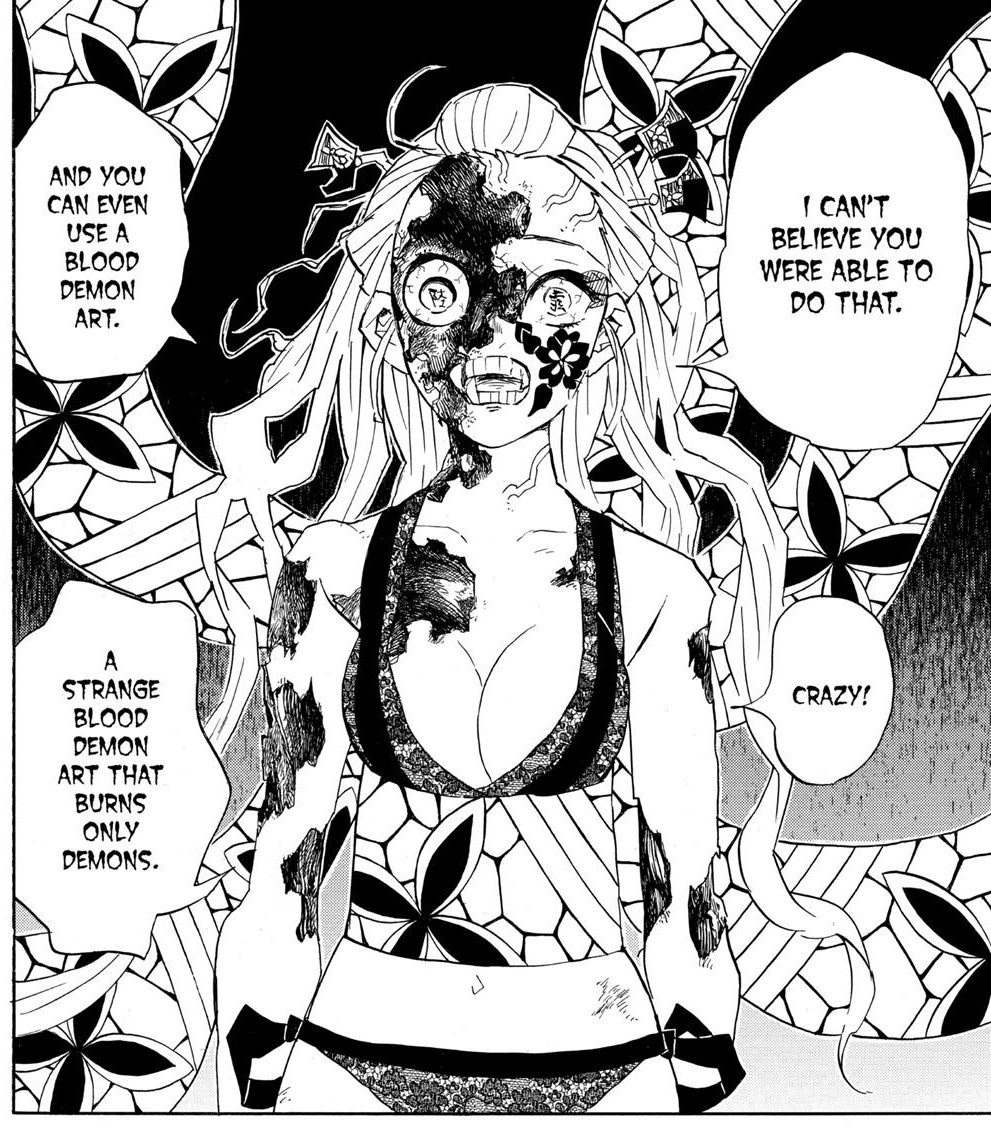 I CAN'T
BELIEVE YOU
WERE ABLE TO
DO THAT.
AND YOU
CAN EVEN
USE A
BLOOD
DEMON
ART.
CRAZY!
A
STRANGE
BLOOD
DEMON
ART THAT
BURNS
ONLY
DEMONS.